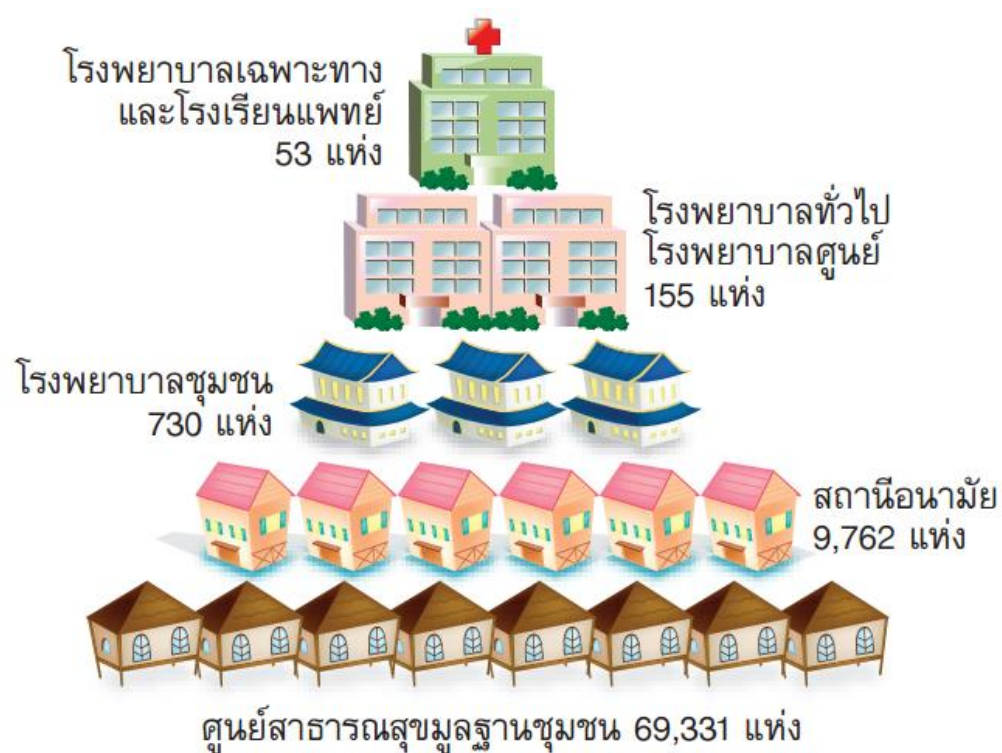 โรงพยาบาลเฉพาะทาง
และโรงเรียนแพทย์
53 แห่ง
โรงพยาบาลทั่วไป
โรงพยาบาลศูนย์
155 แห่ง
โรงพยาบาลชุมชน
730 แห่ง
สถานีอนามัย
9,762 แห่ง
ศูนย์สาธารณสุขมูลฐานชุมชน 69,331 แห่ง